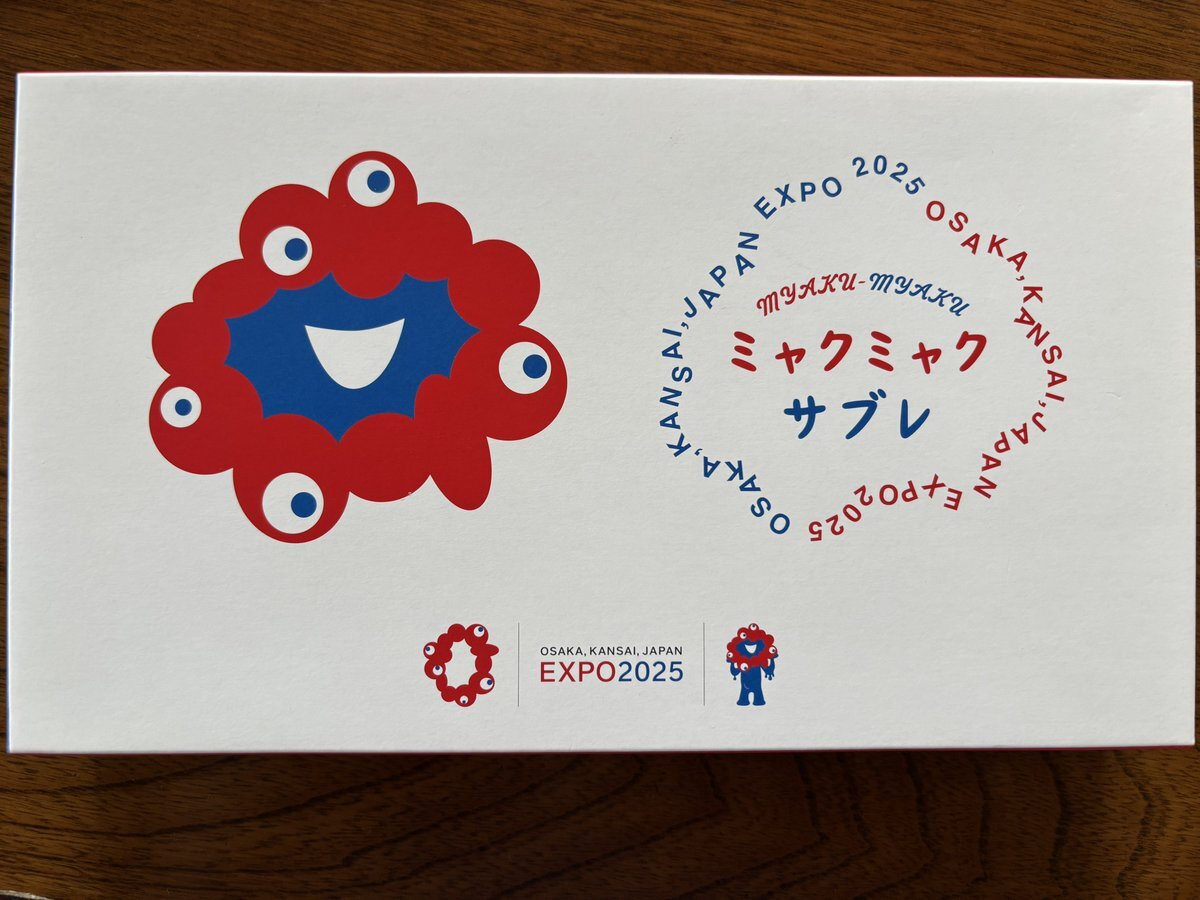 OSAKA, KANSAI, JAPAN EXPO 2025
OSAKA, KANSAI, JAPAN EXPO2025
MYAKU-MYAKU
ミャクミャク
サブレ
OSAKA, KANSAI, JAPAN
EXPO2025